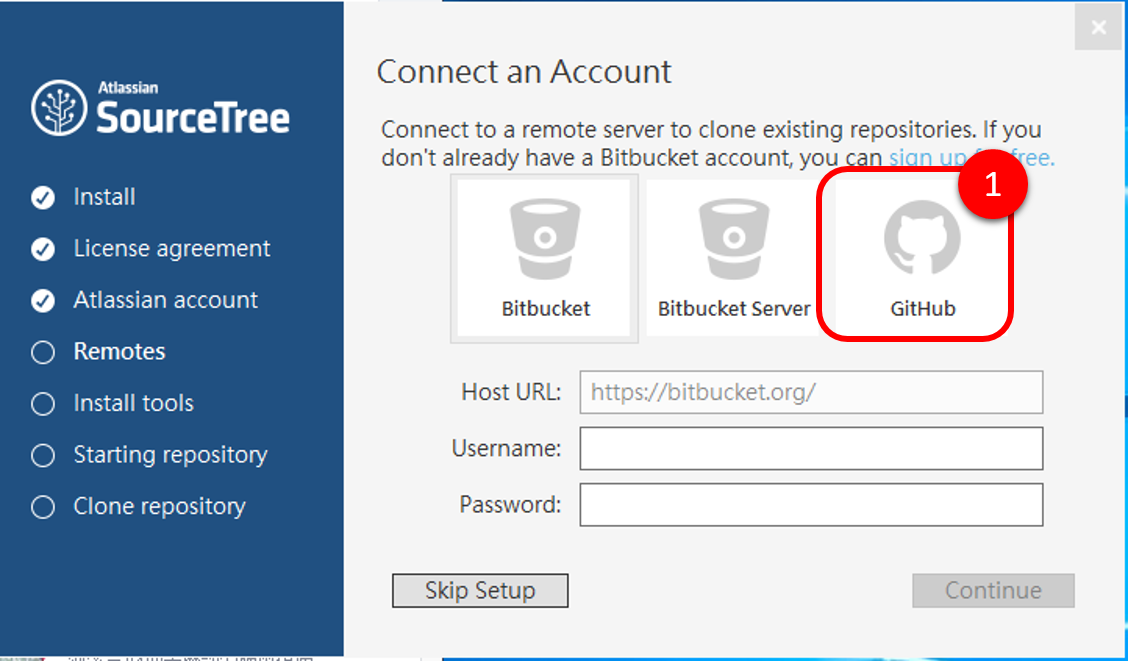 Atlassian
SourceTree
Install
License agreement
Atlassian account
Remotes
Install tools
Starting repository
Clone repository
Connect an Account
Connect to a remote server to clone existing repositories. If you
don't already have a Bitbucket account, you can sign up free.
1
Bitbucket
Bitbucket Server
GitHub
Host URL: https://bitbucket.org/
Username:
Password:
Skip Setup
Continue